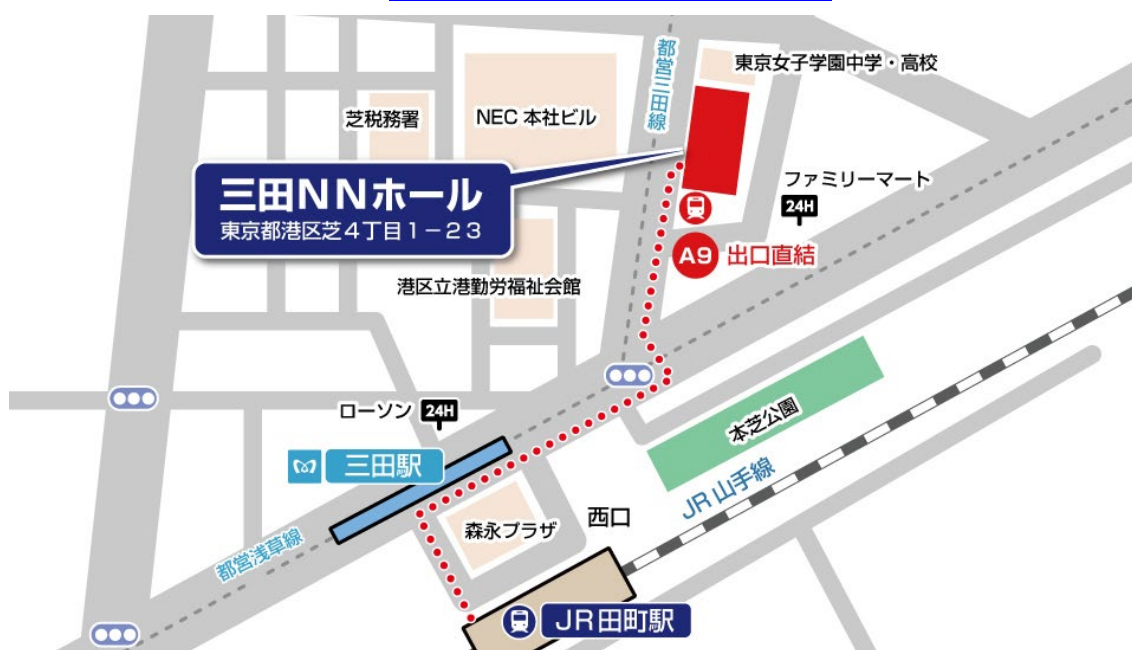 都営三田線
東京女子学園中学・高校
芝税務署
NEC 本社ビル
三田NNホール
東京都港区芝4丁目1−23
ファミリーマート
24H
A9 出口直結
港区立港勤労福祉会館
ローソン 24H
三田駅
本芝公園
JR山手線
西口
森永プラザ
都営浅草線
JR田町駅